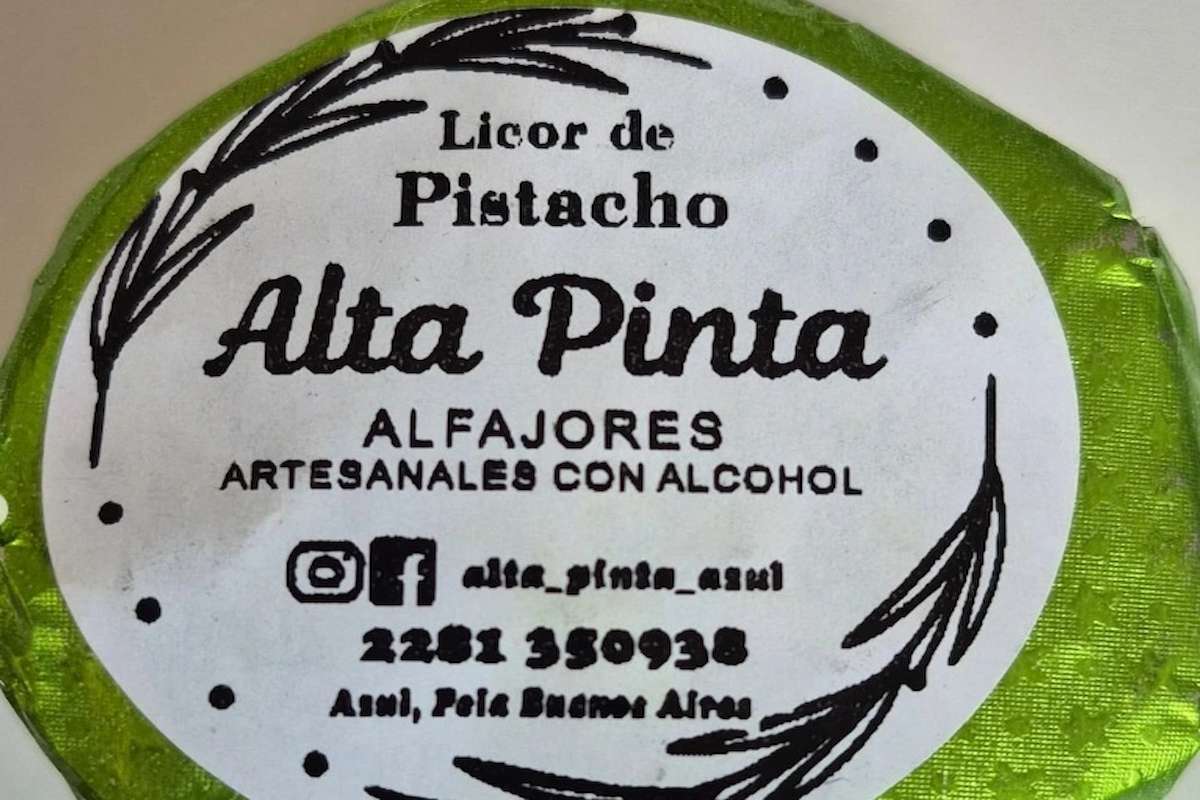 Licor de
Pistacho
Alta Pinta
ALFAJORES
ARTESANALES CON ALCOHOL
alta_pinta_azul
2281 350938
Azul, Pcia Buenos Aires